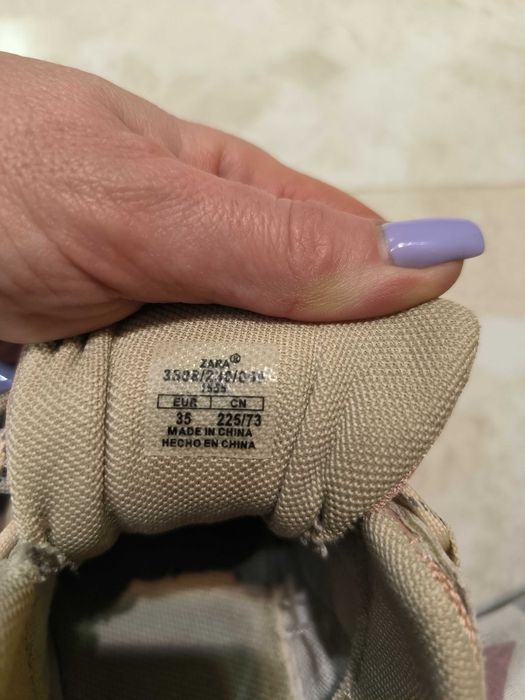 ZARA®
EUR CN
35 225/73
MADE IN CHINA
HECHO EN CHINA